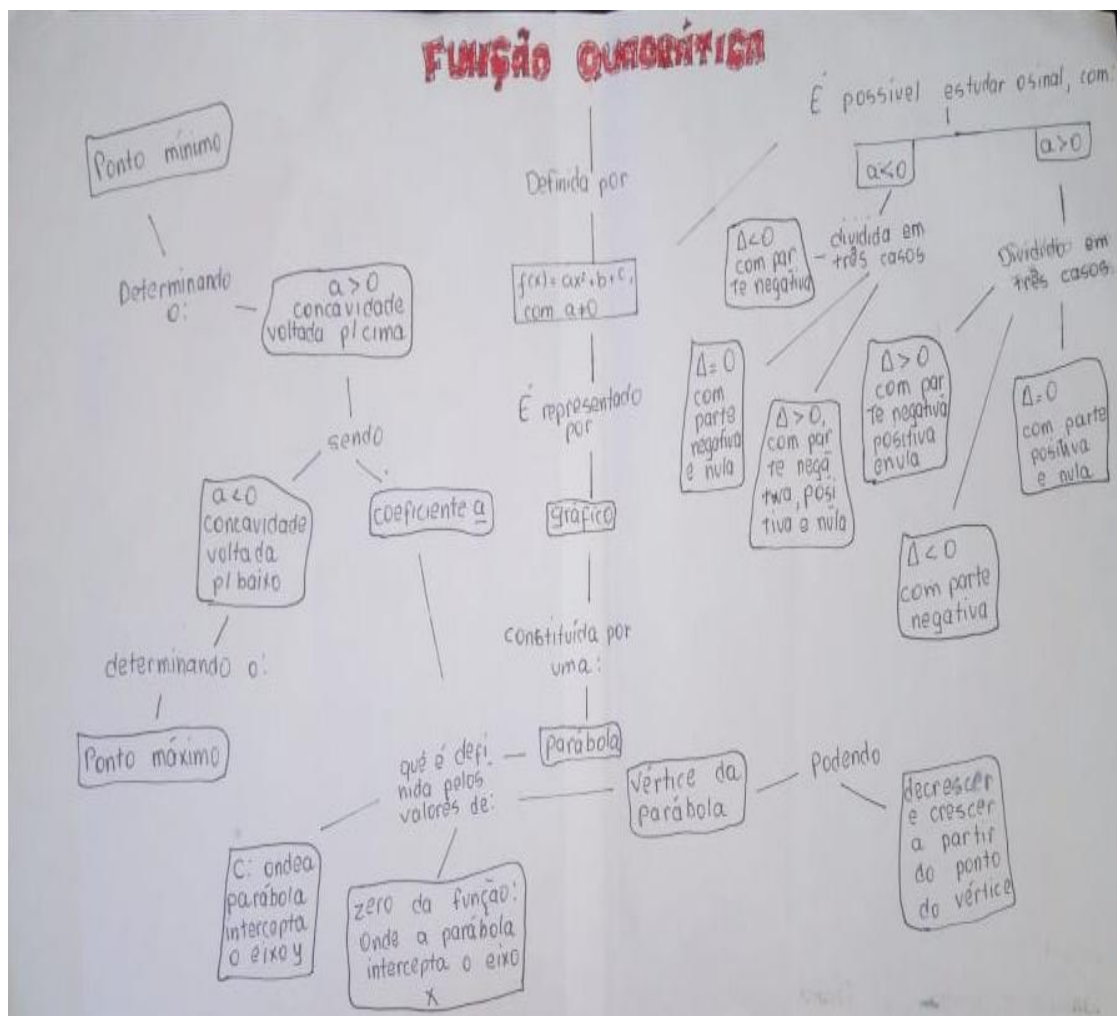 FUNÇÃO QUADRÁTICA
É possível estudar o sinal, com:
a<0
a>0
dividida em
três casos
Δ<0
com par
te negativa
Δ=0
com
parte
negativa
e nula
Δ>0,
com par
te nega
tiva, posi
tiva e nula
Dividido em
três casos:
Δ>0
com par
te negativa
positiva
e nula
Δ<0
com parte
negativa
Δ=0
com parte
positiva
e nula
Definida por
f(x)=ax²+b+c,
com a≠0
É representado
por
gráfico
constituída por
uma:
parábola
qué é defi
nida pelos
valores de:
coeficiente a
sendo
a>0
concavidade
voltada p/ cima
Determinando
o:
Ponto mínimo
a<0
concavidade
voltada
p/ baixo
determinando o:
Ponto máximo
C: onde a
parábola
intercepta
o eixo y
zero da função:
Onde a parábola
intercepta o eixo
x
vértice da
parábola
Podendo
decrescer
e crescer
a partir
do ponto
do vértice